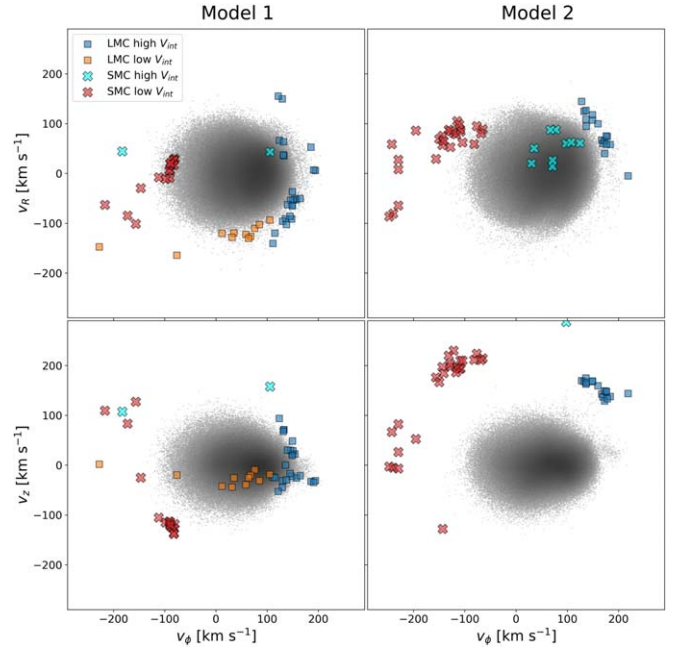 Model 1
Model 2
LMC high V_int
LMC low V_int
SMC high V_int
SMC low V_int
200
100
0
−100
−200
v_R [km s⁻¹]
200
100
0
−100
−200
v_z [km s⁻¹]
−200 −100 0 100 200
−200 −100 0 100 200
v_ϕ [km s⁻¹]
v_ϕ [km s⁻¹]